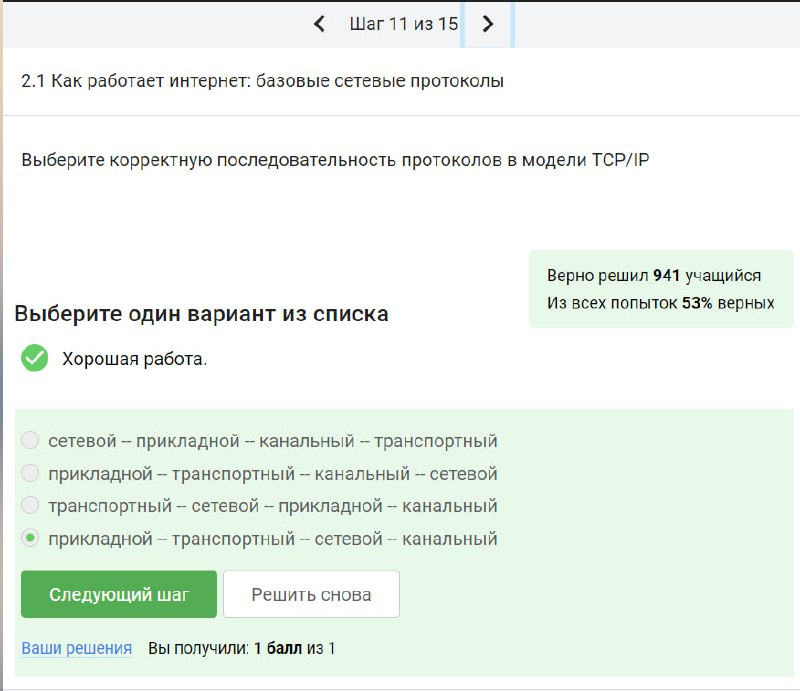 Шаг 11 из 15
2.1 Как работает интернет: базовые сетевые протоколы
Выберите корректную последовательность протоколов в модели TCP/IP
Верно решил 941 учащийся
Из всех попыток 53% верных
Выберите один вариант из списка
Хорошая работа.
сетевой -- прикладной -- канальный -- транспортный
прикладной -- транспортный -- канальный -- сетевой
транспортный -- сетевой -- прикладной -- канальный
прикладной -- транспортный -- сетевой -- канальный
Следующий шаг Решить снова
Ваши решения Вы получили: 1 балл из 1